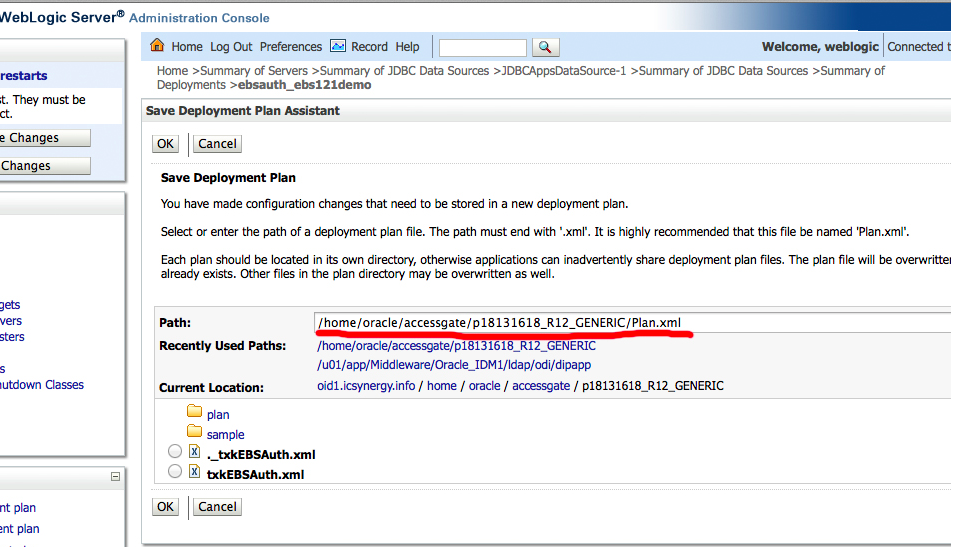 WebLogic Server® Administration Console
Home Log Out Preferences Record Help
Welcome, weblogic Connected t
restarts
st. They must be
ct.
e Changes
Changes
gets
vers
sters
s
hutdown Classes
nt plan
ent plan
Home >Summary of Servers >Summary of JDBC Data Sources >JDBCAppsDataSource-1 >Summary of JDBC Data Sources >Summary of
Deployments >ebsauth_ebs121demo
Save Deployment Plan Assistant
OK Cancel
Save Deployment Plan
You have made configuration changes that need to be stored in a new deployment plan.
Select or enter the path of a deployment plan file. The path must end with '.xml'. It is highly recommended that this file be named 'Plan.xml'.
Each plan should be located in its own directory, otherwise applications can inadvertently share deployment plan files. The plan file will be overwritte
already exists. Other files in the plan directory may be overwritten as well.
Path: /home/oracle/accessgate/p18131618_R12_GENERIC/Plan.xml
Recently Used Paths: /home/oracle/accessgate/p18131618_R12_GENERIC
/u01/app/Middleware/Oracle_IDM1/ldap/odi/dipapp
Current Location: oid1.icsynergy.info / home / oracle / accessgate / p18131618_R12_GENERIC
plan
sample
._txkEBSAuth.xml
txkEBSAuth.xml
OK Cancel